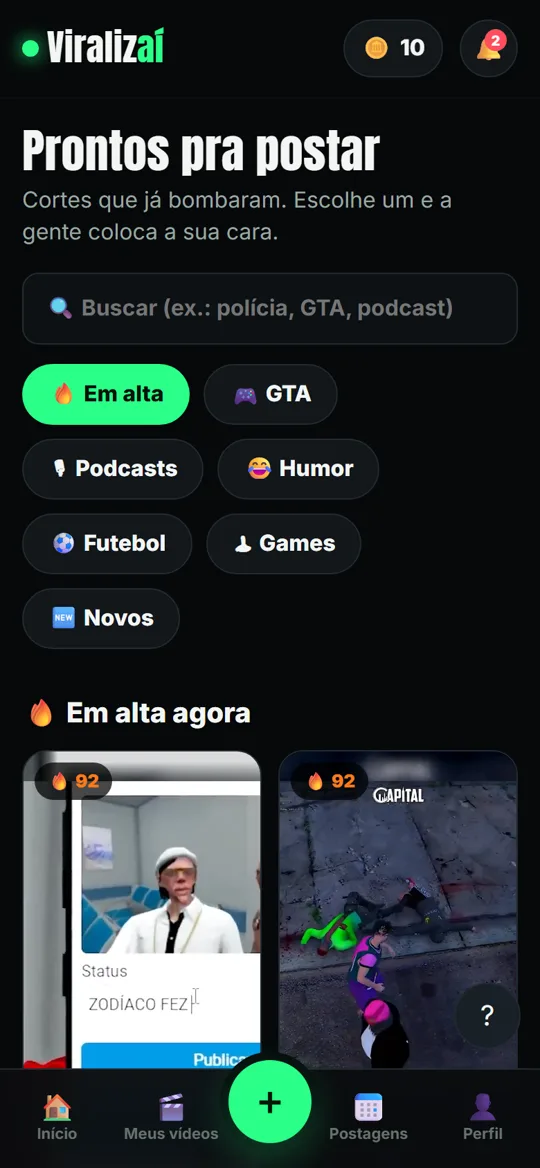 Viralizaí
10
2
Prontos pra postar
Cortes que já bombaram. Escolhe um e a
gente coloca a sua cara.
Buscar (ex.: polícia, GTA, podcast)
Em alta
GTA
Podcasts
Humor
Futebol
Games
NEW Novos
Em alta agora
92
92
CAPITAL
Status
ZODÍACO FEZ
Publica
?
+
Início
Meus vídeos
Postagens
Perfil